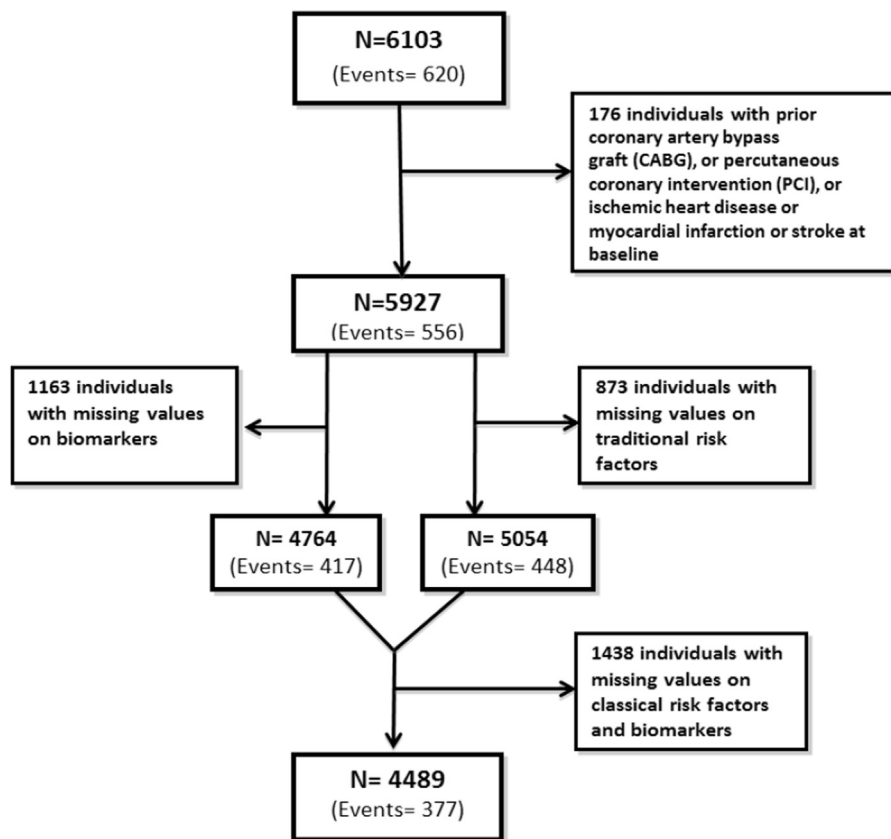 N=6103
(Events= 620)
176 individuals with prior
coronary artery bypass
graft (CABG), or percutaneous
coronary intervention (PCI), or
ischemic heart disease or
myocardial infarction or stroke at
baseline
N=5927
(Events= 556)
1163 individuals
with missing values
on biomarkers
873 individuals with
missing values on
traditional risk
factors
N= 4764
(Events= 417)
N= 5054
(Events= 448)
1438 individuals with
missing values on
classical risk factors
and biomarkers
N= 4489
(Events= 377)